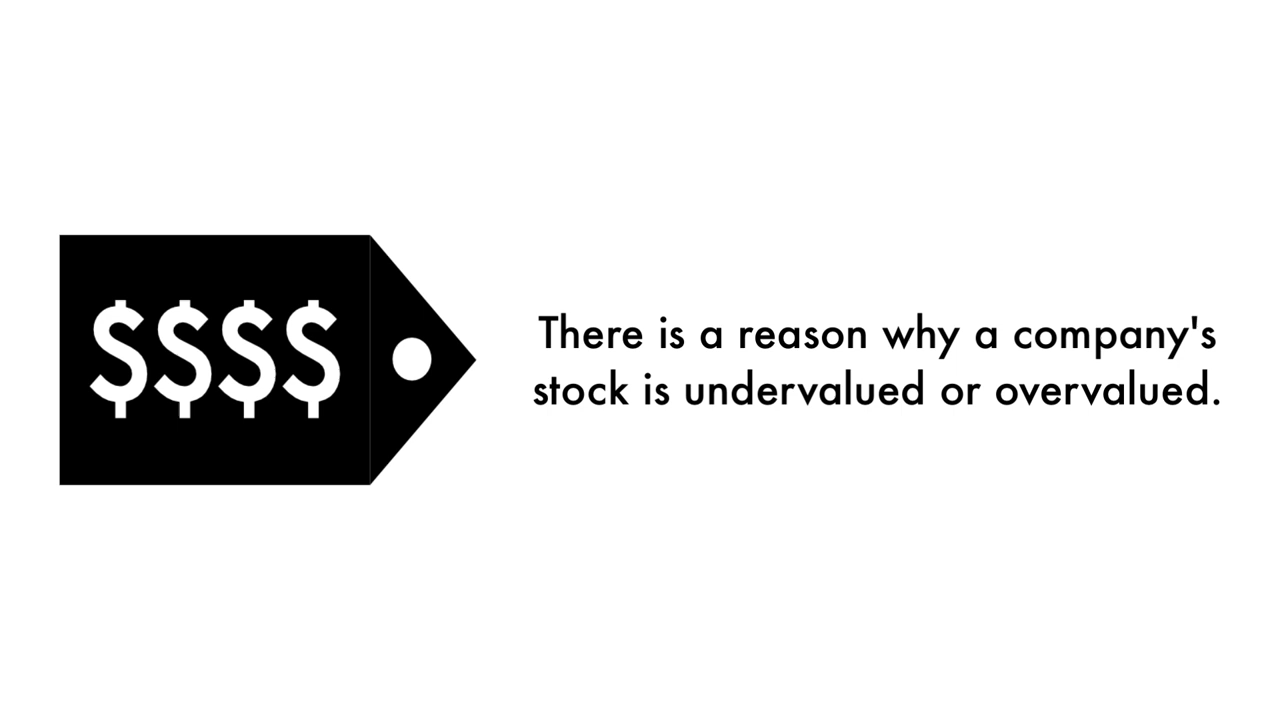 $$$$
There is a reason why a company's
stock is undervalued or overvalued.